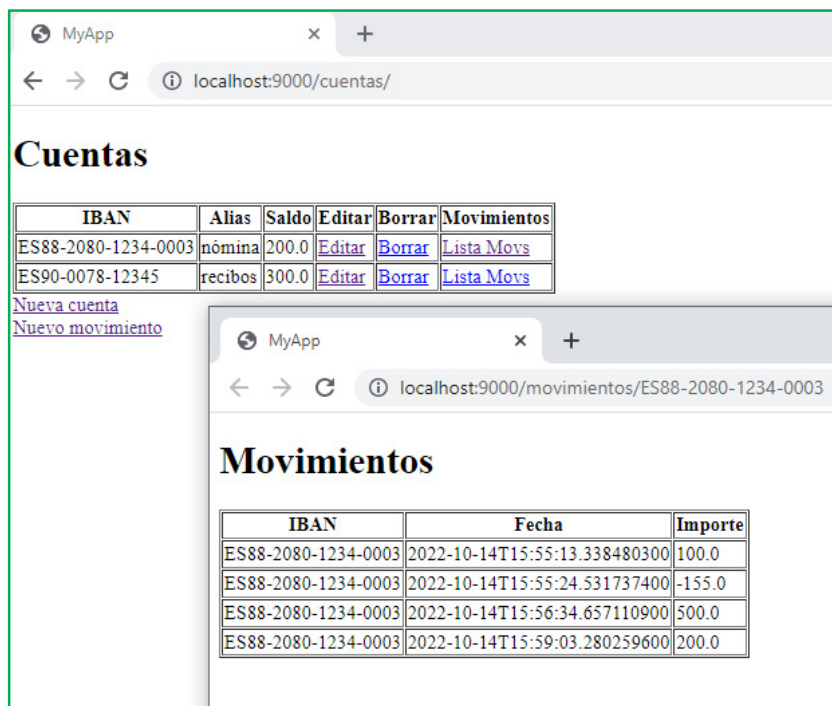 MyApp
localhost:9000/cuentas/
Cuentas
IBAN Alias Saldo Editar Borrar Movimientos
ES88-2080-1234-0003 nómina 200.0 Editar Borrar Lista Movs
ES90-0078-12345 recibos 300.0 Editar Borrar Lista Movs
Nueva cuenta
Nuevo movimiento
MyApp
localhost:9000/movimientos/ES88-2080-1234-0003
Movimientos
IBAN Fecha Importe
ES88-2080-1234-0003 2022-10-14T15:55:13.338480300 100.0
ES88-2080-1234-0003 2022-10-14T15:55:24.531737400 -155.0
ES88-2080-1234-0003 2022-10-14T15:56:34.657110900 500.0
ES88-2080-1234-0003 2022-10-14T15:59:03.280259600 200.0